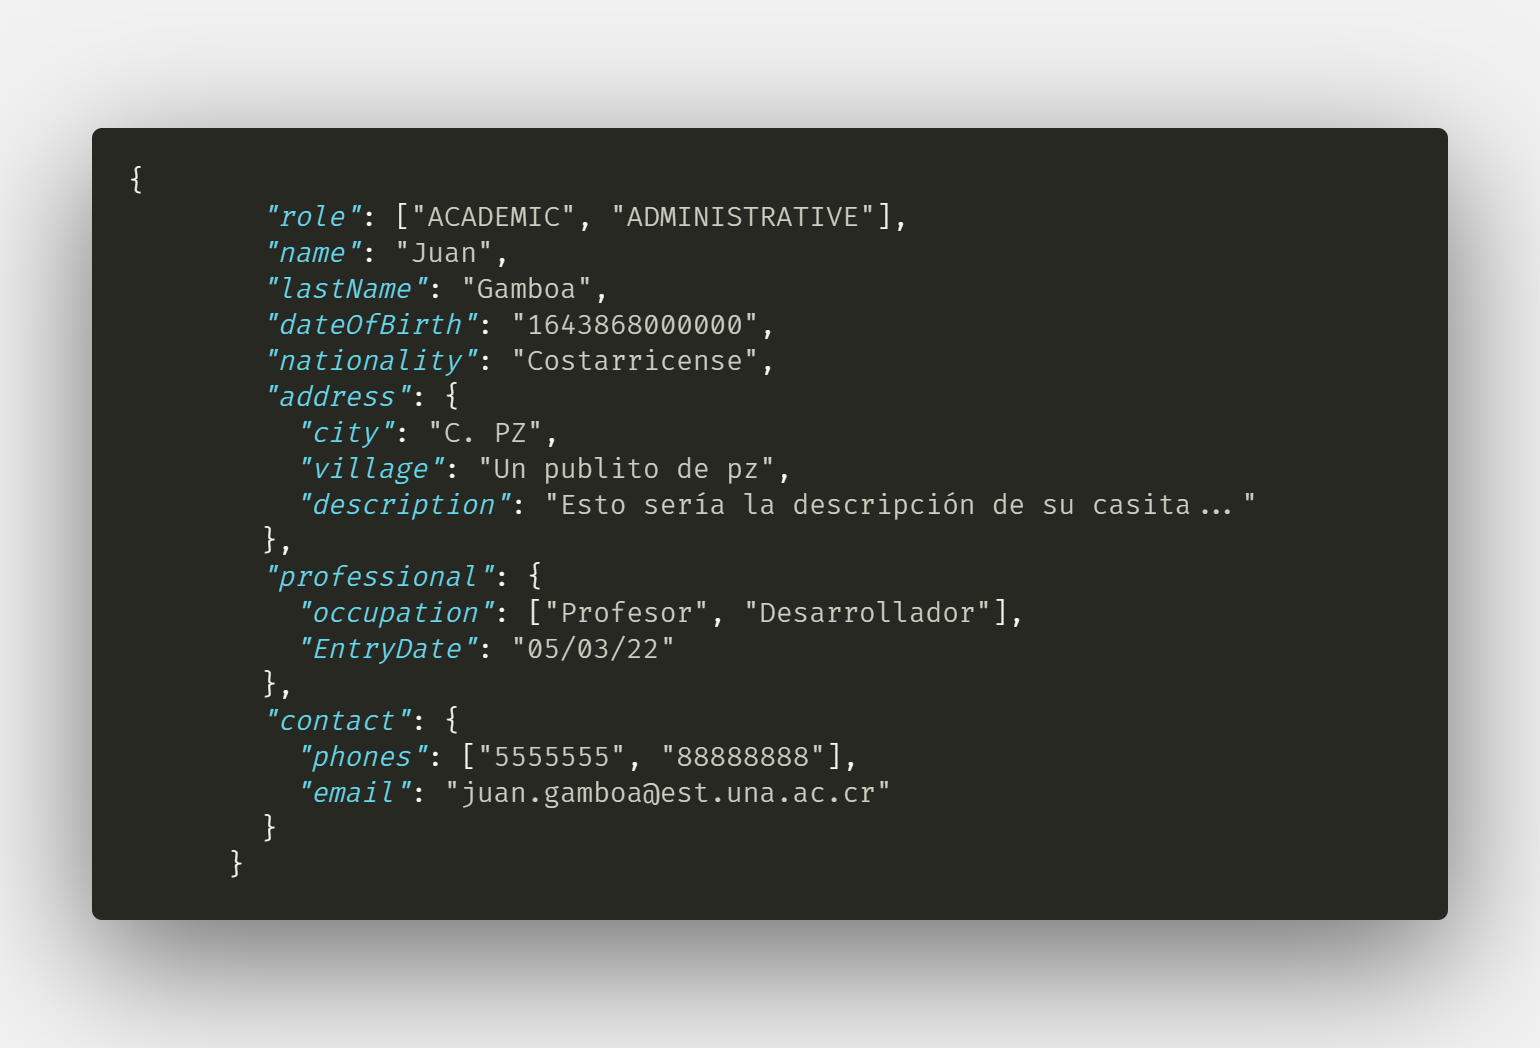 {
"role": ["ACADEMIC", "ADMINISTRATIVE"],
"name": "Juan",
"lastName": "Gamboa",
"dateOfBirth": "1643868000000",
"nationality": "Costarricense",
"address": {
"city": "C. PZ",
"village": "Un publito de pz",
"description": "Esto sería la descripción de su casita..."
},
"professional": {
"occupation": ["Profesor", "Desarrollador"],
"EntryDate": "05/03/22"
},
"contact": {
"phones": ["5555555", "88888888"],
"email": "juan.gamboa@est.una.ac.cr"
}
}